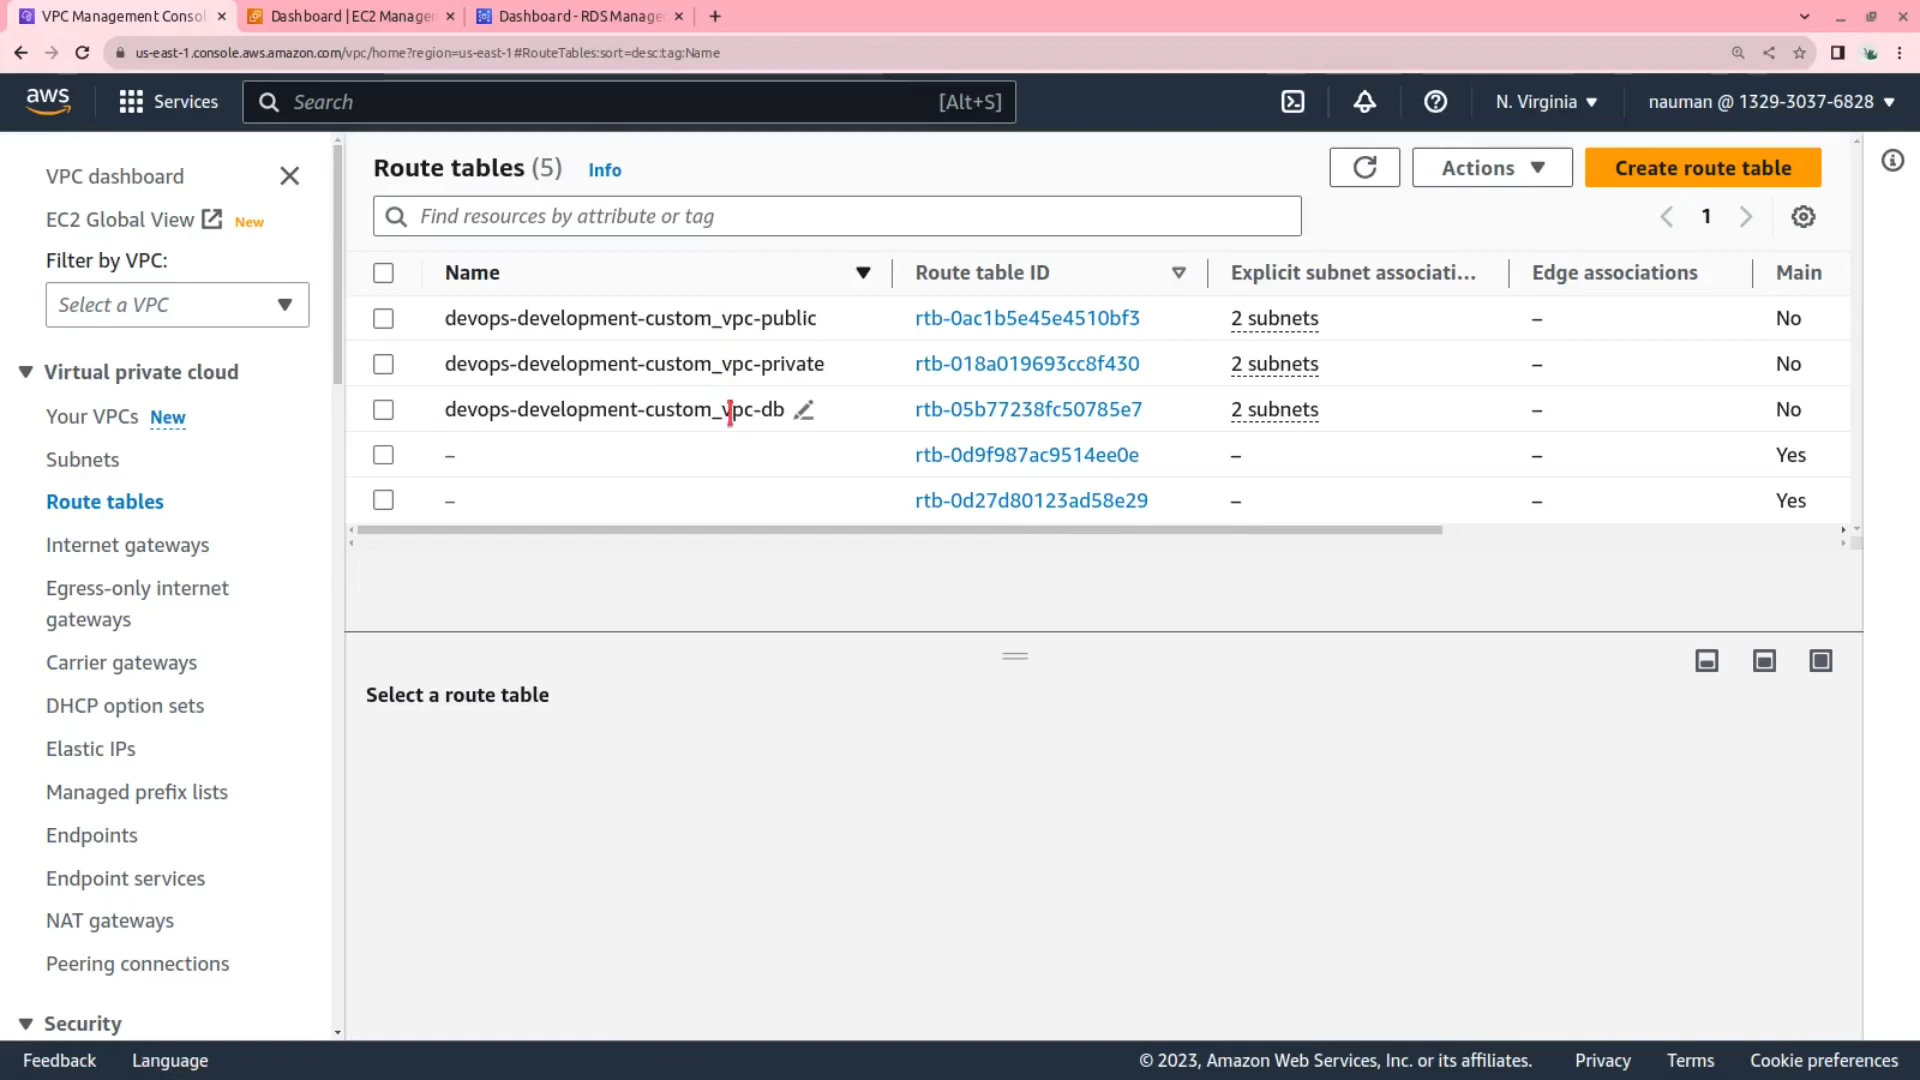 VPC Management Consol
Dashboard | EC2 Manage
Dashboard - RDS Manage
us-east-1.console.aws.amazon.com/vpc/home?region=us-east-1#RouteTables:sort=desc:tag:Name
aws
Services
Search
[Alt+S]
N. Virginia
nauman @ 1329-3037-6828
VPC dashboard
EC2 Global View New
Filter by VPC:
Select a VPC
Virtual private cloud
Your VPCs New
Subnets
Route tables
Internet gateways
Egress-only internet
gateways
Carrier gateways
DHCP option sets
Elastic IPs
Managed prefix lists
Endpoints
Endpoint services
NAT gateways
Peering connections
Security
Route tables (5) Info
Actions
Create route table
Find resources by attribute or tag
1
Name Route table ID Explicit subnet associati... Edge associations Main
devops-development-custom_vpc-public rtb-0ac1b5e45e4510bf3 2 subnets – No
devops-development-custom_vpc-private rtb-018a019693cc8f430 2 subnets – No
devops-development-custom_vpc-db rtb-05b77238fc50785e7 2 subnets – No
– rtb-0d9f987ac9514ee0e – – Yes
– rtb-0d27d80123ad58e29 – – Yes
Select a route table
Feedback Language © 2023, Amazon Web Services, Inc. or its affiliates. Privacy Terms Cookie preferences